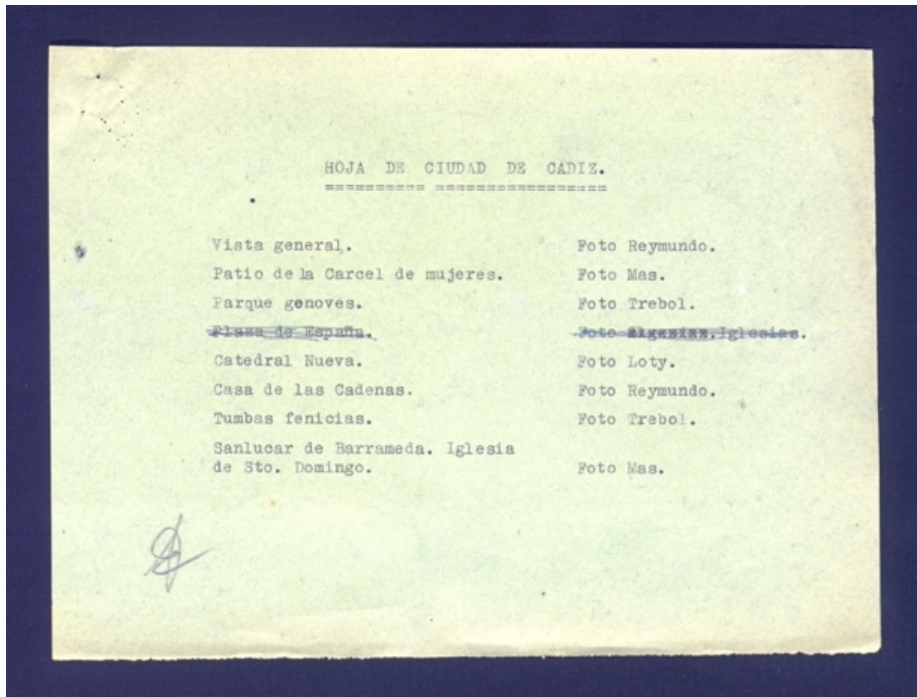 HOJA DE CIUDAD DE CADIZ.
Vista general. Foto Reymundo.
Patio de la Carcel de mujeres. Foto Mas.
Parque genoves. Foto Trebol.
Plaza de España. Foto Iglesias.
Catedral Nueva. Foto Loty.
Casa de las Cadenas. Foto Reymundo.
Tumbas fenicias. Foto Trebol.
Sanlucar de Barrameda. Iglesia
de Sto. Domingo. Foto Mas.